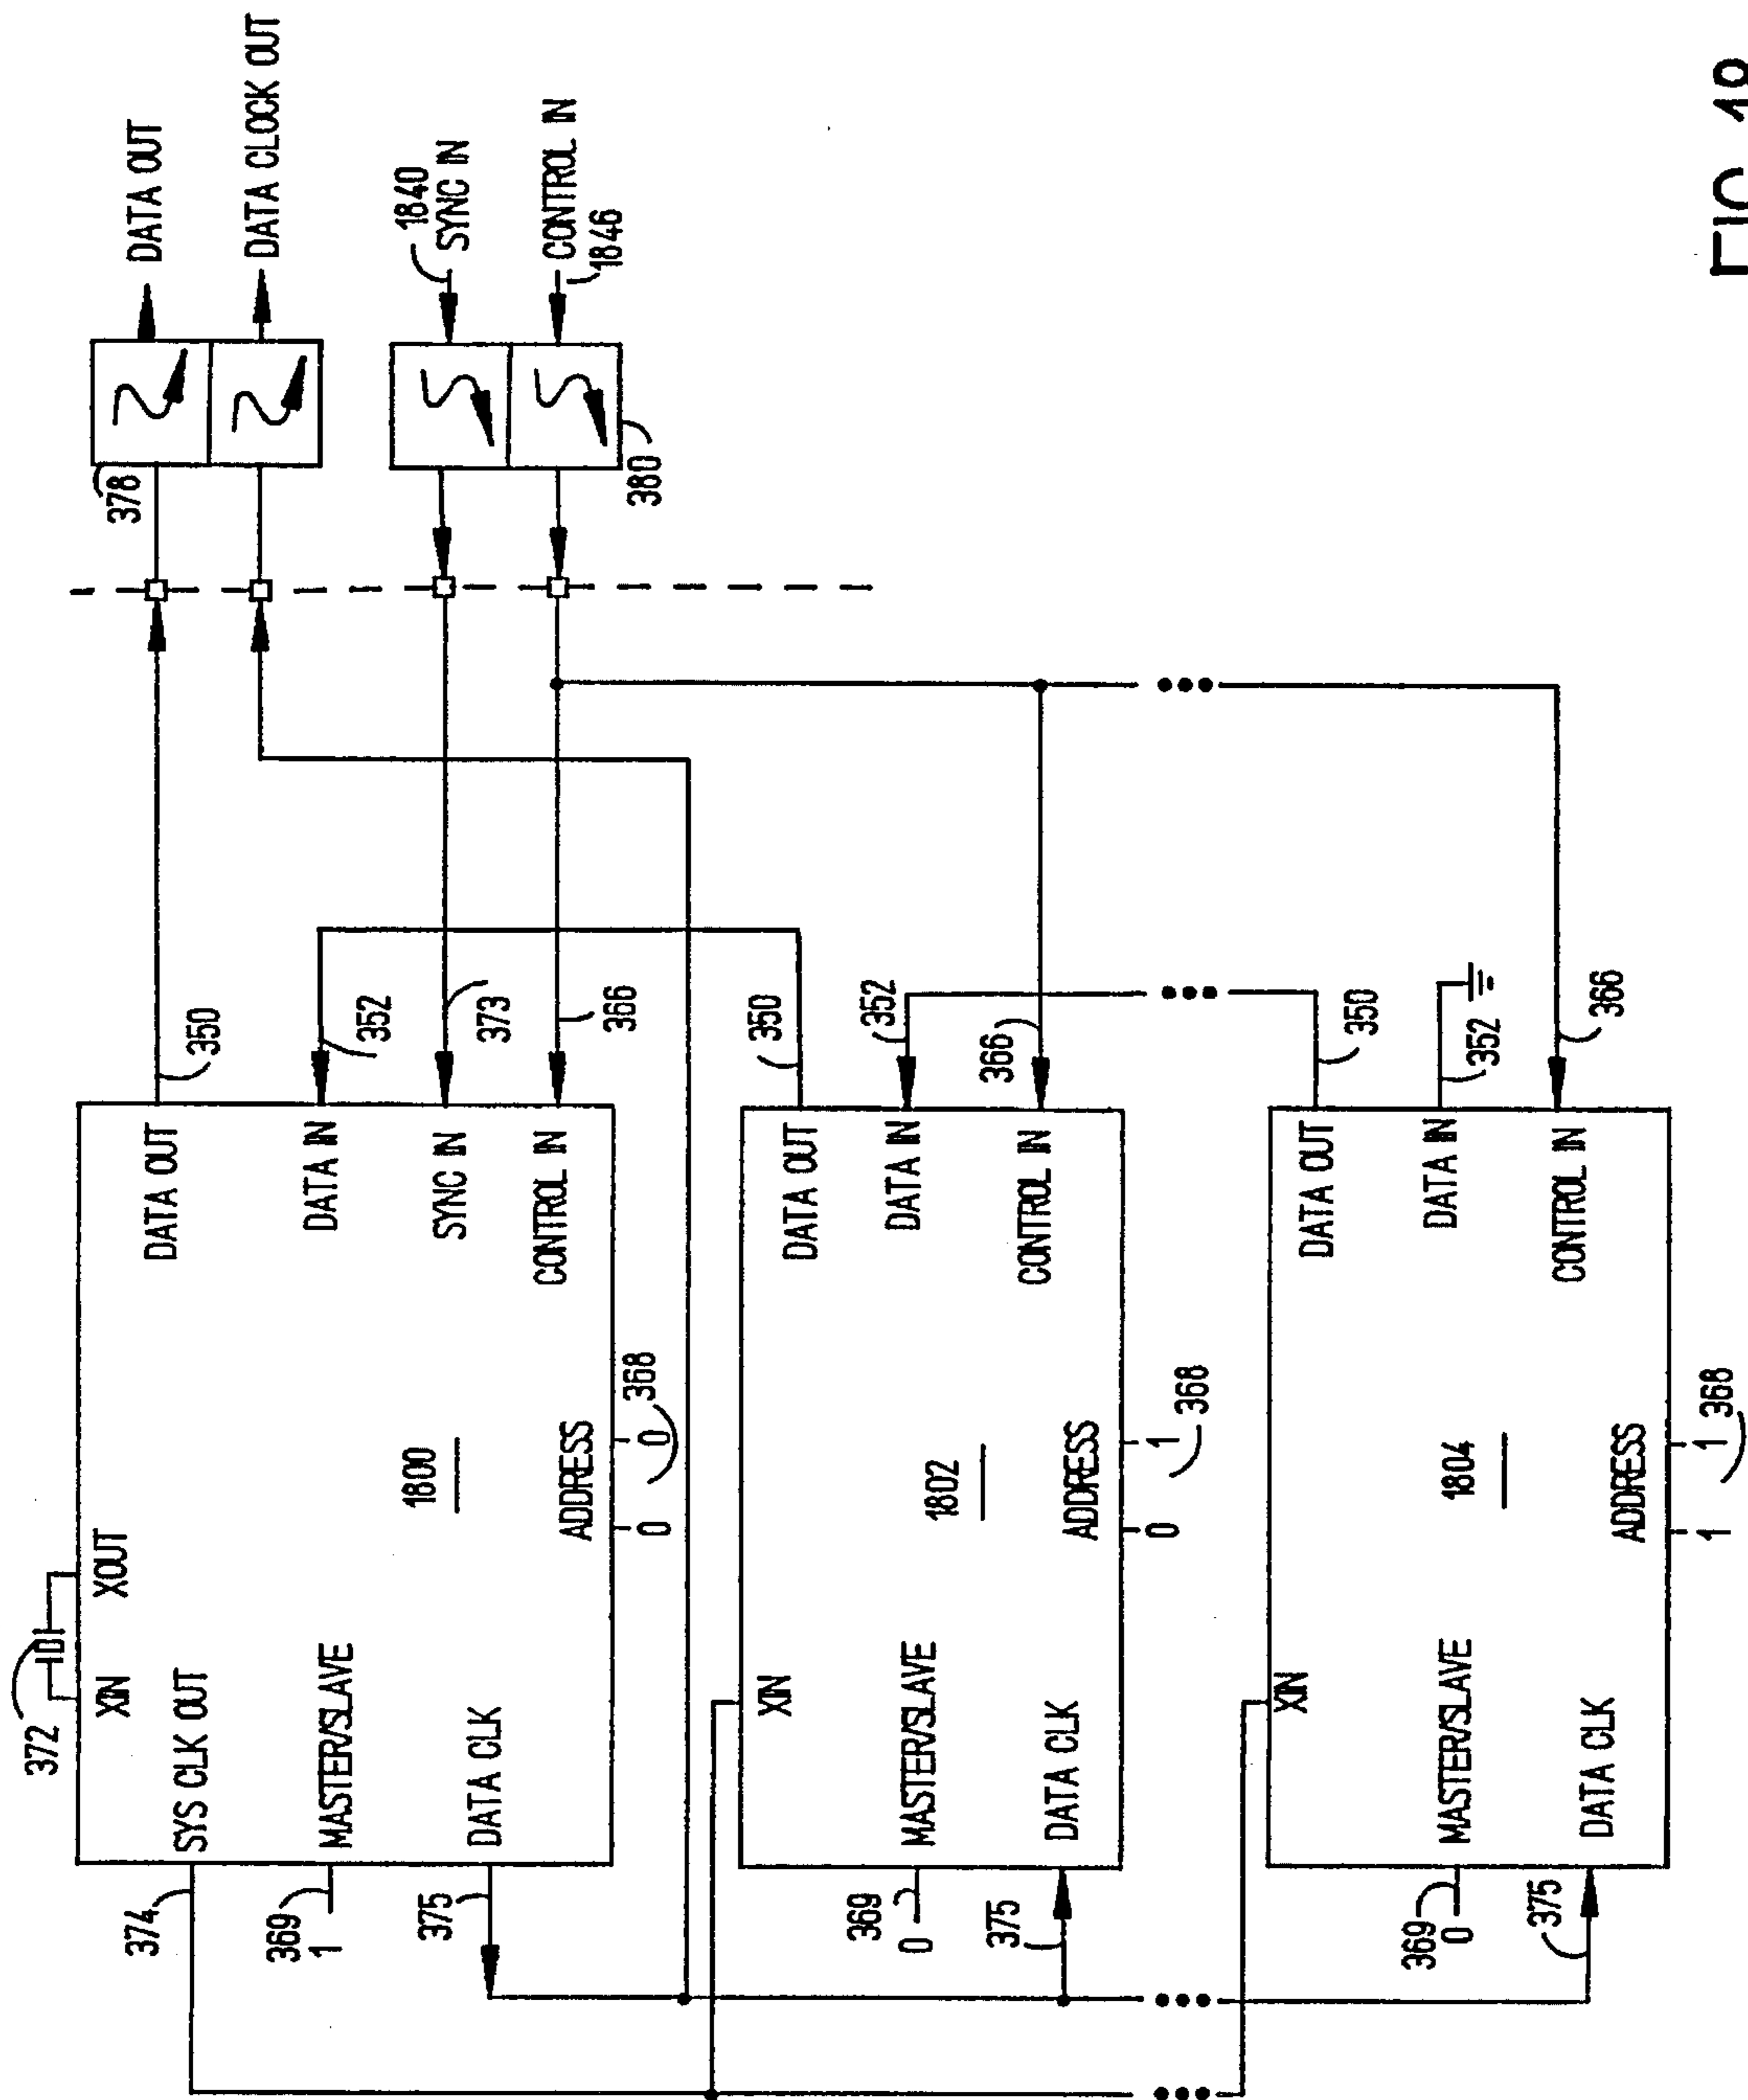 372
XIN
XOUT
374
SYS CLK OUT
369
1
MASTER/SLAVE
375
DATA CLK
1800
ADDRESS
0 0
368
DATA OUT
350
DATA IN
352
SYNC IN
373
CONTROL IN
366
378
DATA OUT
DATA CLOCK OUT
1840
SYNC IN
CONTROL IN
1846
380
XIN
369
0
MASTER/SLAVE
375
DATA CLK
1802
ADDRESS
0 1
368
DATA OUT
350
DATA IN
352
CONTROL IN
366
XIN
369
0
MASTER/SLAVE
375
DATA CLK
1804
ADDRESS
1 1
368
DATA OUT
350
DATA IN
352
CONTROL IN
366